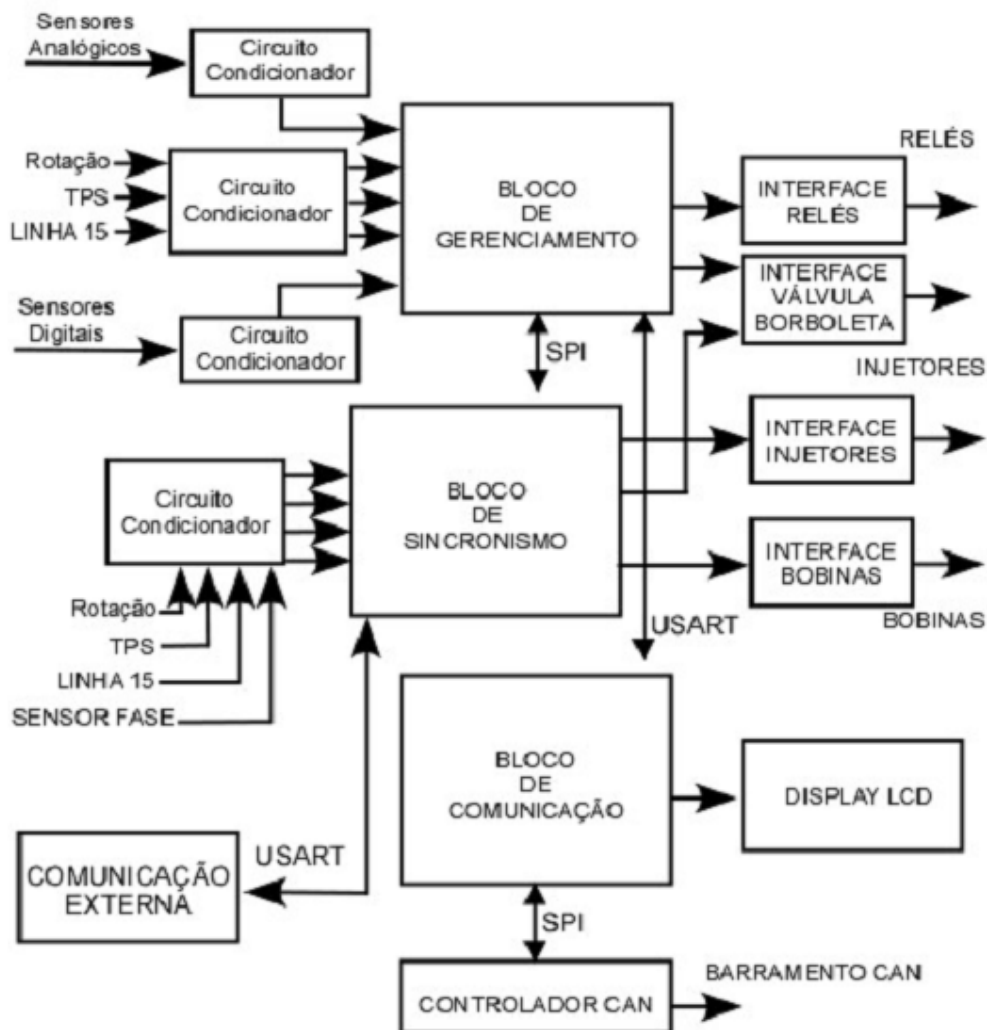 Sensores
Analógicos
Circuito
Condicionador
Rotação
TPS
LINHA 15
Circuito
Condicionador
Sensores
Digitais
Circuito
Condicionador
BLOCO
DE
GERENCIAMENTO
RELÉS
INTERFACE
RELÉS
INTERFACE
VÁLVULA
BORBOLETA
SPI
INJETORES
INTERFACE
INJETORES
Circuito
Condicionador
BLOCO
DE
SINCRONISMO
INTERFACE
BOBINAS
BOBINAS
Rotação
TPS
LINHA 15
SENSOR FASE
USART
BLOCO
DE
COMUNICAÇÃO
DISPLAY LCD
USART
COMUNICAÇÃO
EXTERNA
SPI
CONTROLADOR CAN
BARRAMENTO CAN